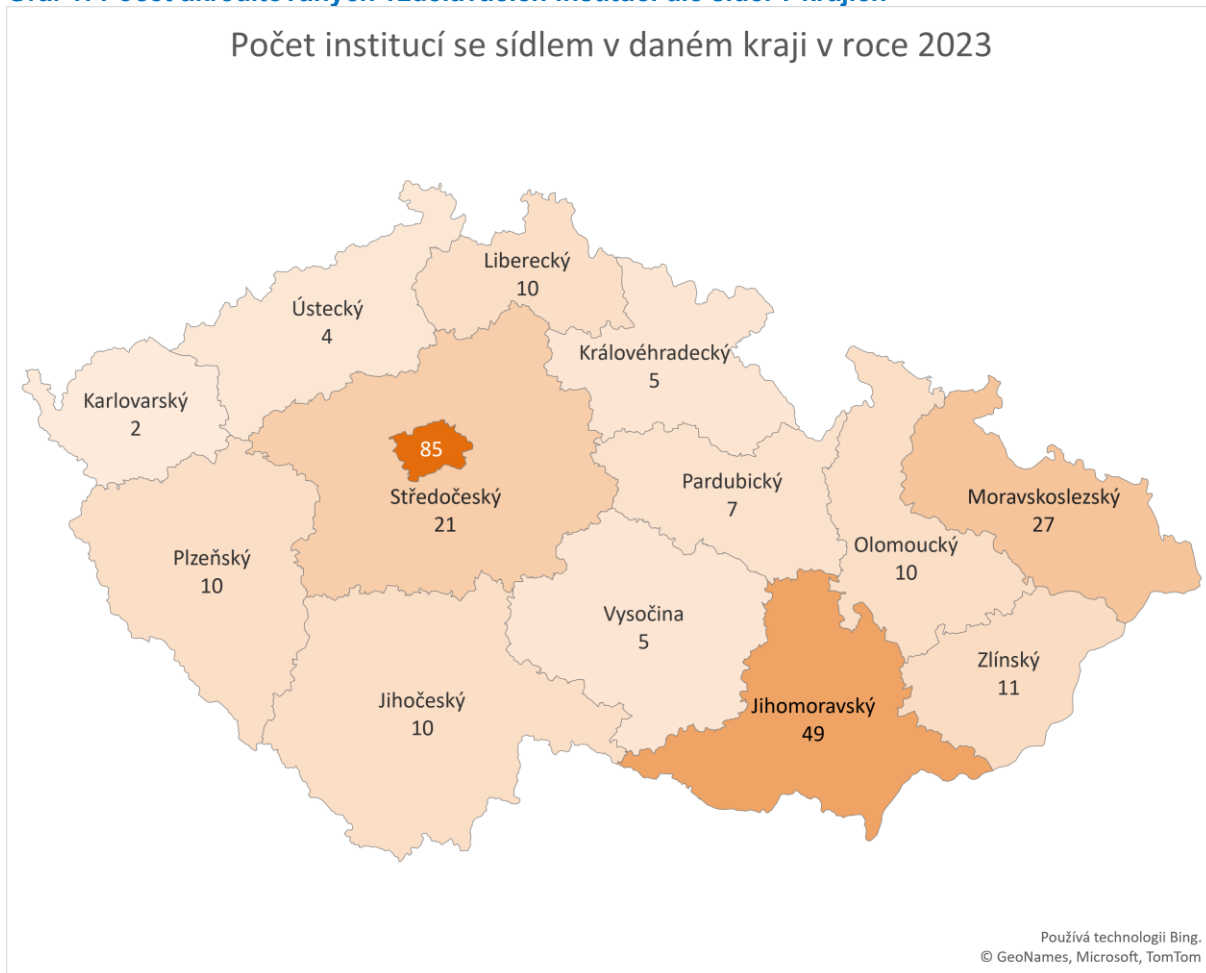 Počet institucí se sídlem v daném kraji v roce 2023
Liberecký
10
Ústecký
4
Královéhradecký
5
Karlovarský
2
85
Středočeský
21
Pardubický
7
Moravskoslezský
27
Olomoucký
10
Plzeňský
10
Vysočina
5
Zlínský
11
Jihočeský
10
Jihomoravský
49
Používá technologii Bing.
© GeoNames, Microsoft, TomTom